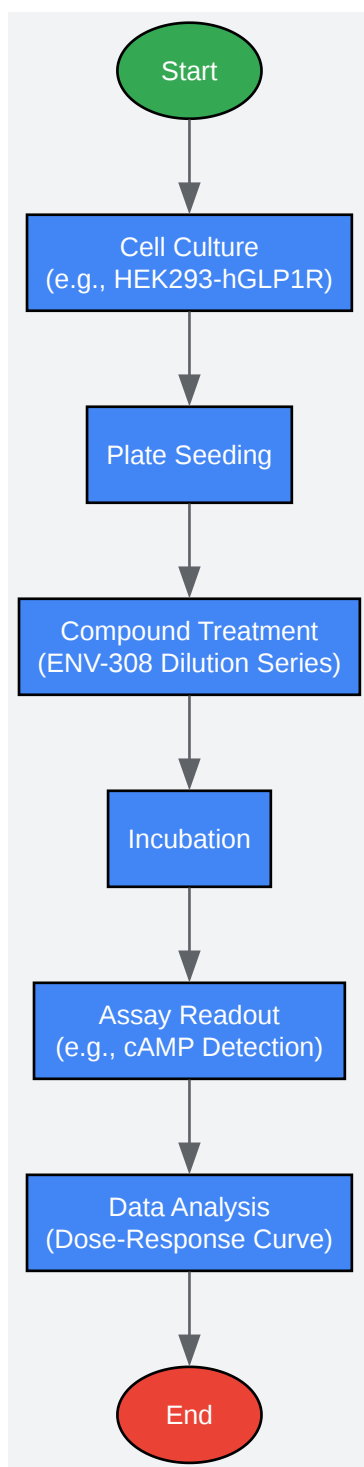 Start
Cell Culture
(e.g., HEK293-hGLP1R)
Plate Seeding
Compound Treatment
(ENV-308 Dilution Series)
Incubation
Assay Readout
(e.g., cAMP Detection)
Data Analysis
(Dose-Response Curve)
End